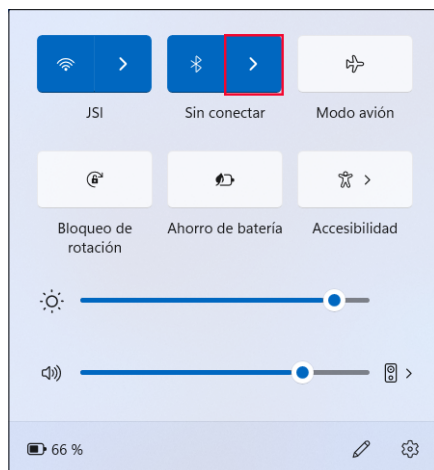 JSI
Sin conectar
Modo avión
Bloqueo de
rotación
Ahorro de batería
Accesibilidad
66 %